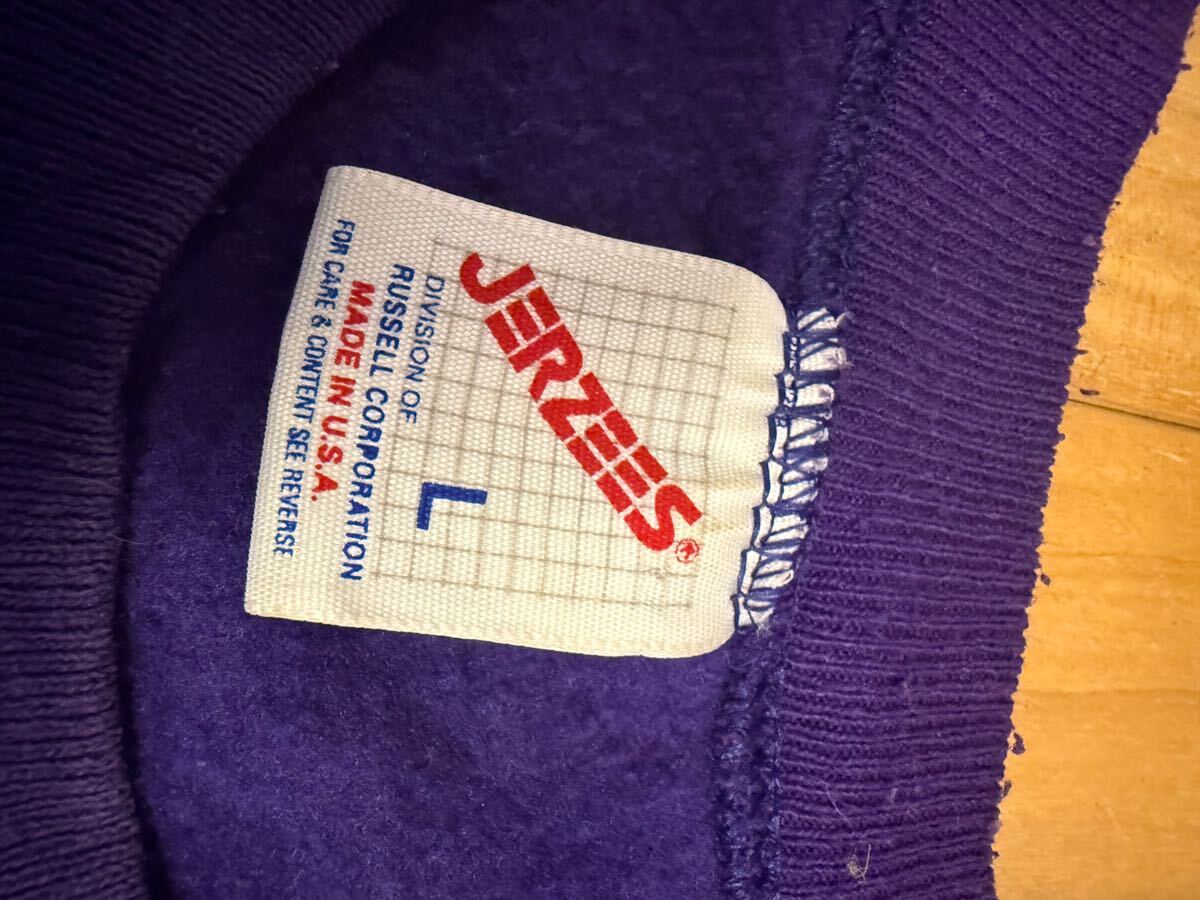 JERZEES®
L
DIVISION OF
RUSSELL CORPORATION
MADE IN U.S.A.
FOR CARE & CONTENT SEE REVERSE